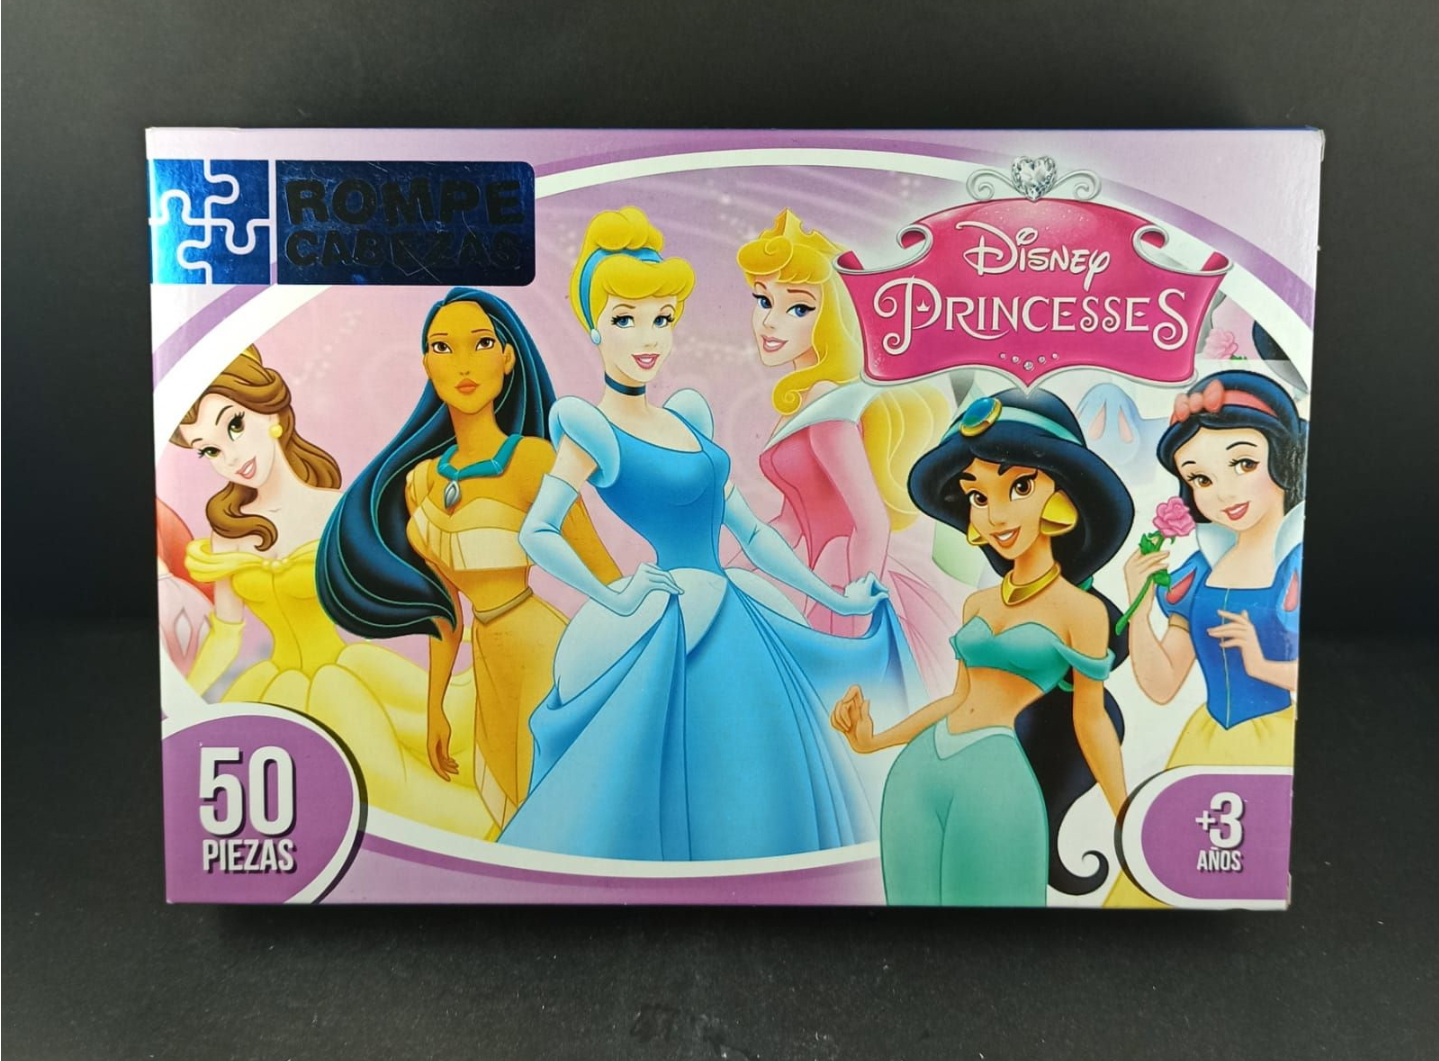 ROMPE
CABEZAS
DISNEY
PRINCESSES
50
PIEZAS
+3
AÑOS